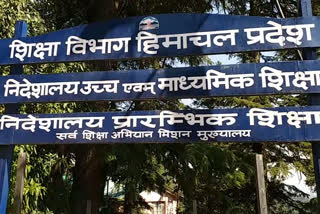 शिक्षा विभाग हिमाचल प्रदेश
निदेशालय उच्च एवम् माध्यमिक शिक्षा
निदेशालय प्रारम्भिक शिक्षा
सर्व शिक्षा अभियान मिशन मुख्यालय